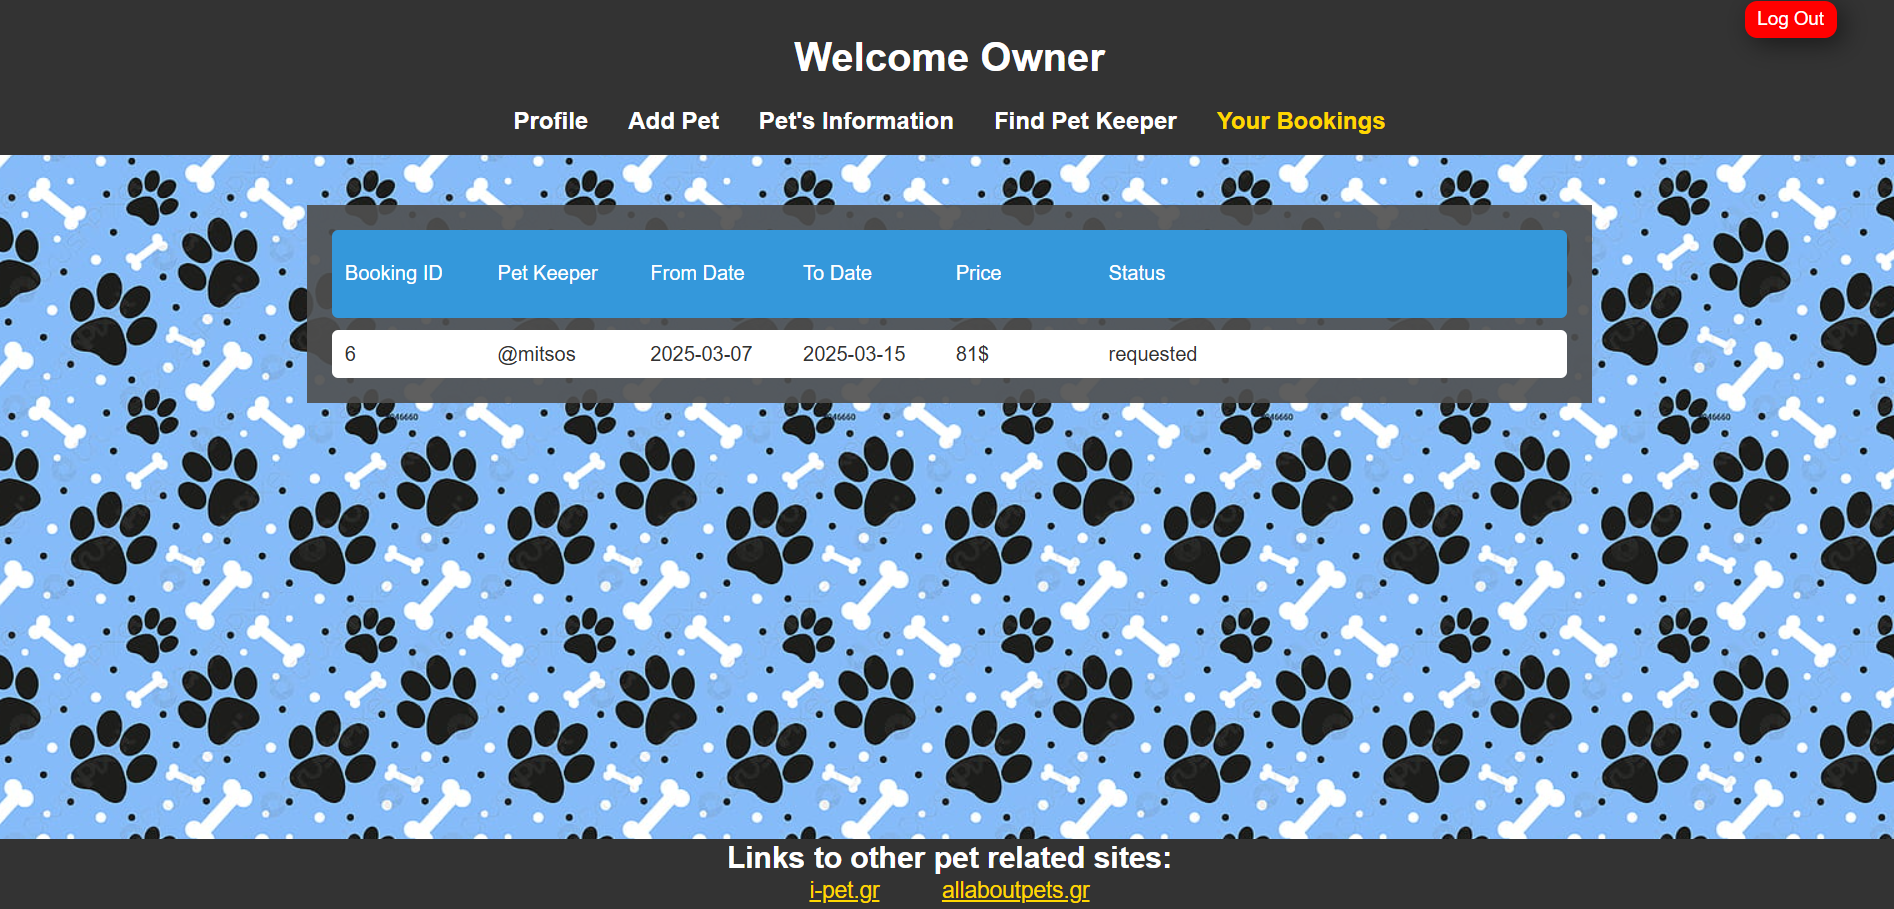 Log Out
Welcome Owner
Profile Add Pet Pet's Information Find Pet Keeper Your Bookings
Booking ID Pet Keeper From Date To Date Price Status
6 @mitsos 2025-03-07 2025-03-15 81$ requested
Links to other pet related sites:
i-pet.gr allaboutpets.gr